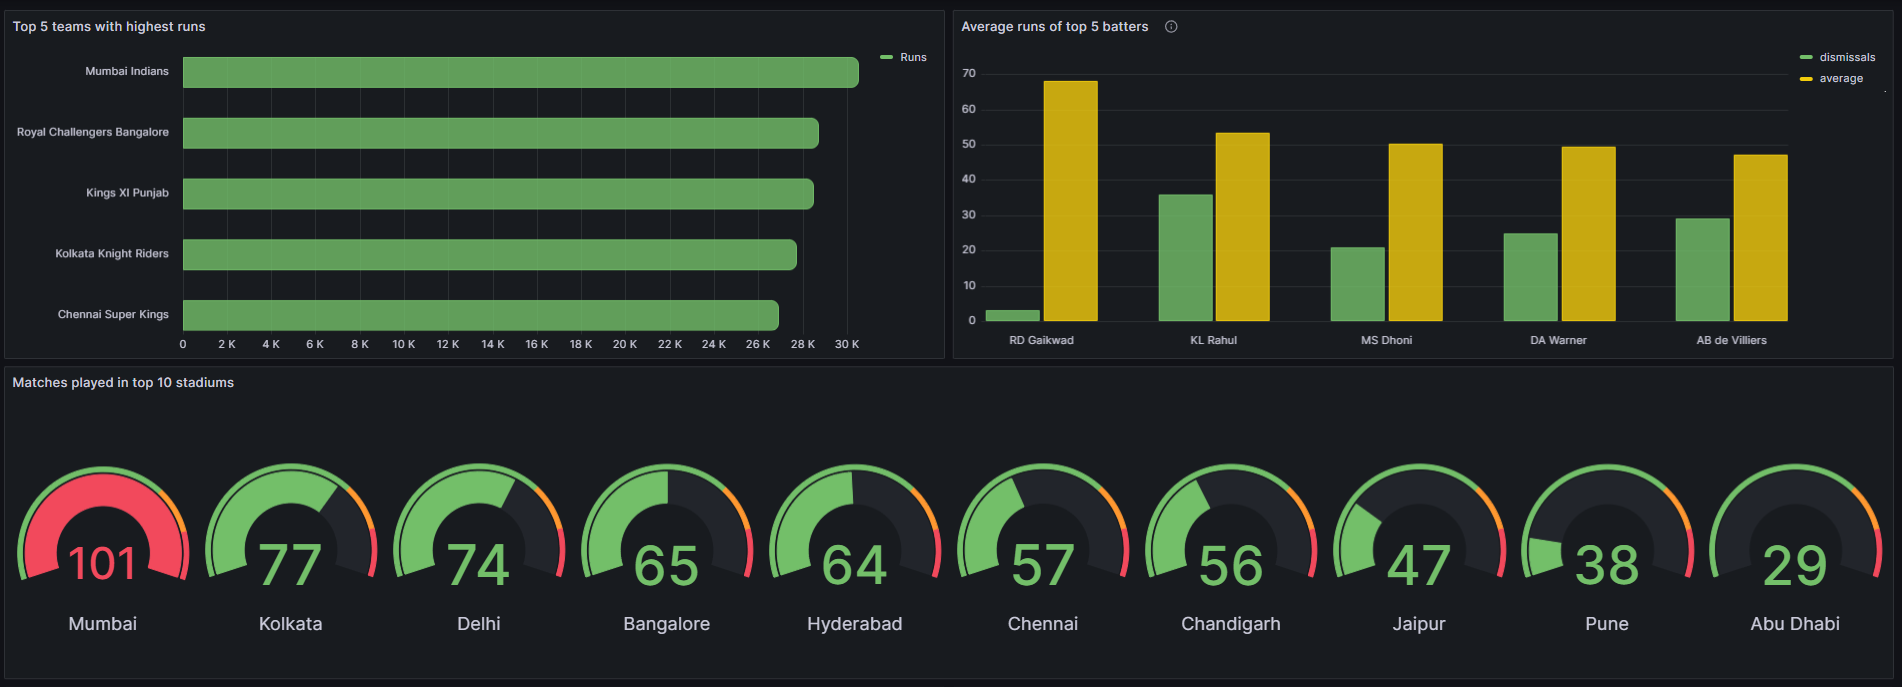 Top 5 teams with highest runs
Mumbai Indians
Royal Challengers Bangalore
Kings XI Punjab
Kolkata Knight Riders
Chennai Super Kings
0 2 K 4 K 6 K 8 K 10 K 12 K 14 K 16 K 18 K 20 K 22 K 24 K 26 K 28 K 30 K
Runs
Average runs of top 5 batters
dismissals
average
70
60
50
40
30
20
10
0
RD Gaikwad KL Rahul MS Dhoni DA Warner AB de Villiers
Matches played in top 10 stadiums
101 77 74 65 64 57 56 47 38 29
Mumbai Kolkata Delhi Bangalore Hyderabad Chennai Chandigarh Jaipur Pune Abu Dhabi